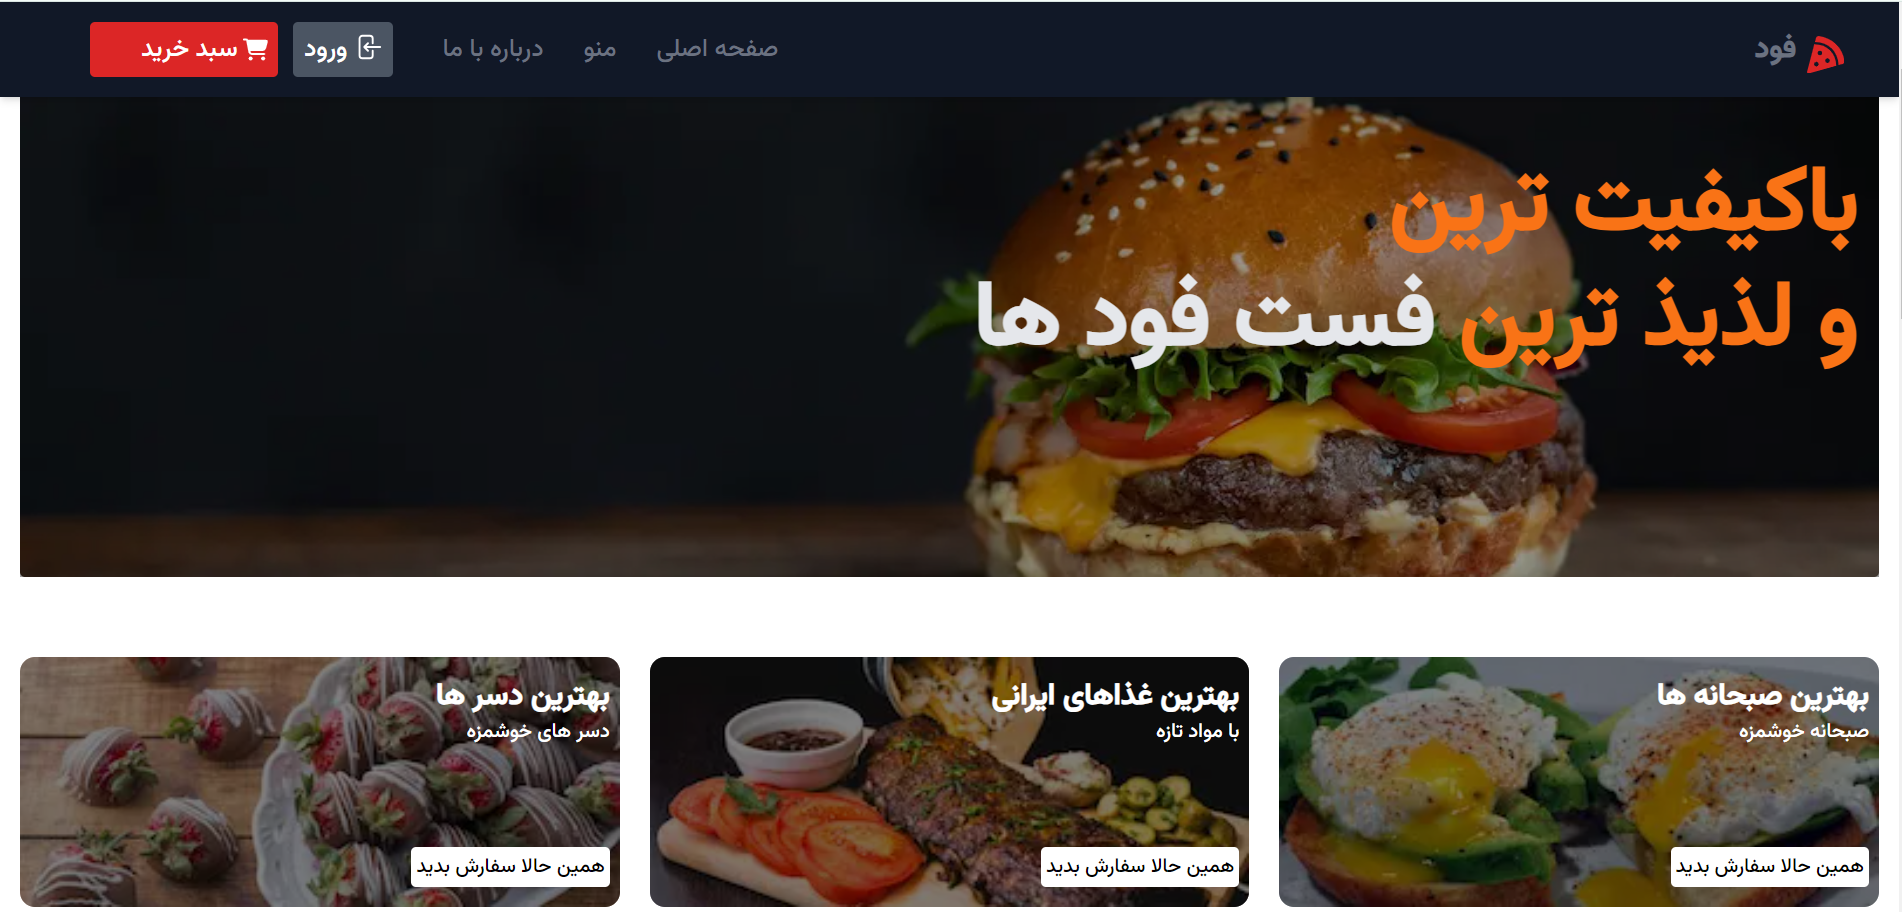 فود
صفحه اصلی
منو
درباره با ما
ورود
سبد خرید
باکیفیت ترین
و لذیذ ترین فست فود ها
بهترین صبحانه ها
صبحانه خوشمزه
همین حالا سفارش بدید
بهترین غذاهای ایرانی
با مواد تازه
همین حالا سفارش بدید
بهترین دسر ها
دسر های خوشمزه
همین حالا سفارش بدید